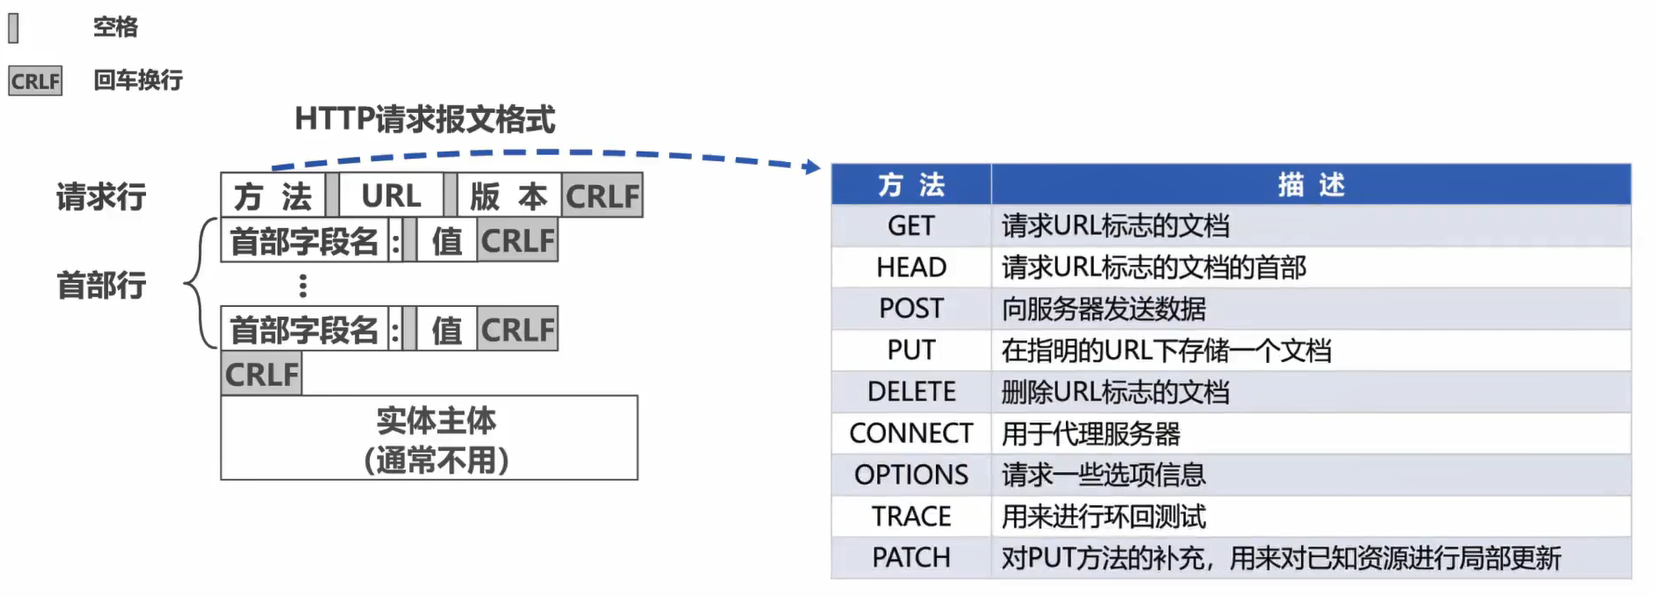 空格
CRLF 回车换行
HTTP请求报文格式
请求行
方 法 URL 版 本 CRLF
首部行
首部字段名 : 值 CRLF
⋮
首部字段名 : 值 CRLF
CRLF
实体主体
(通常不用)
方 法 描 述
GET 请求URL标志的文档
HEAD 请求URL标志的文档的首部
POST 向服务器发送数据
PUT 在指明的URL下存储一个文档
DELETE 删除URL标志的文档
CONNECT 用于代理服务器
OPTIONS 请求一些选项信息
TRACE 用来进行环回测试
PATCH 对PUT方法的补充，用来对已知资源进行局部更新